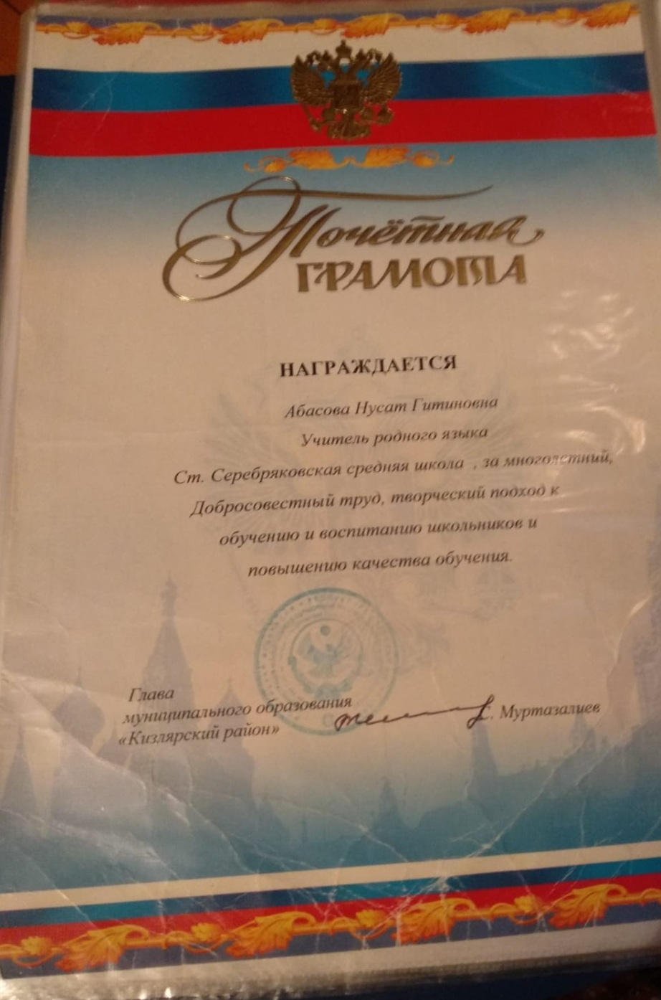 Почётная
ГРАМОТА
НАГРАЖДАЕТСЯ
Абасова Нусат Гитиновна
Учитель родного языка
Ст. Серебряковская средняя школа , за многолетний,
Добросовестный труд, творческий подход к
обучению и воспитанию школьников и
повышению качества обучения.
Глава
муниципального образования
«Кизлярский район»
. Муртазалиев